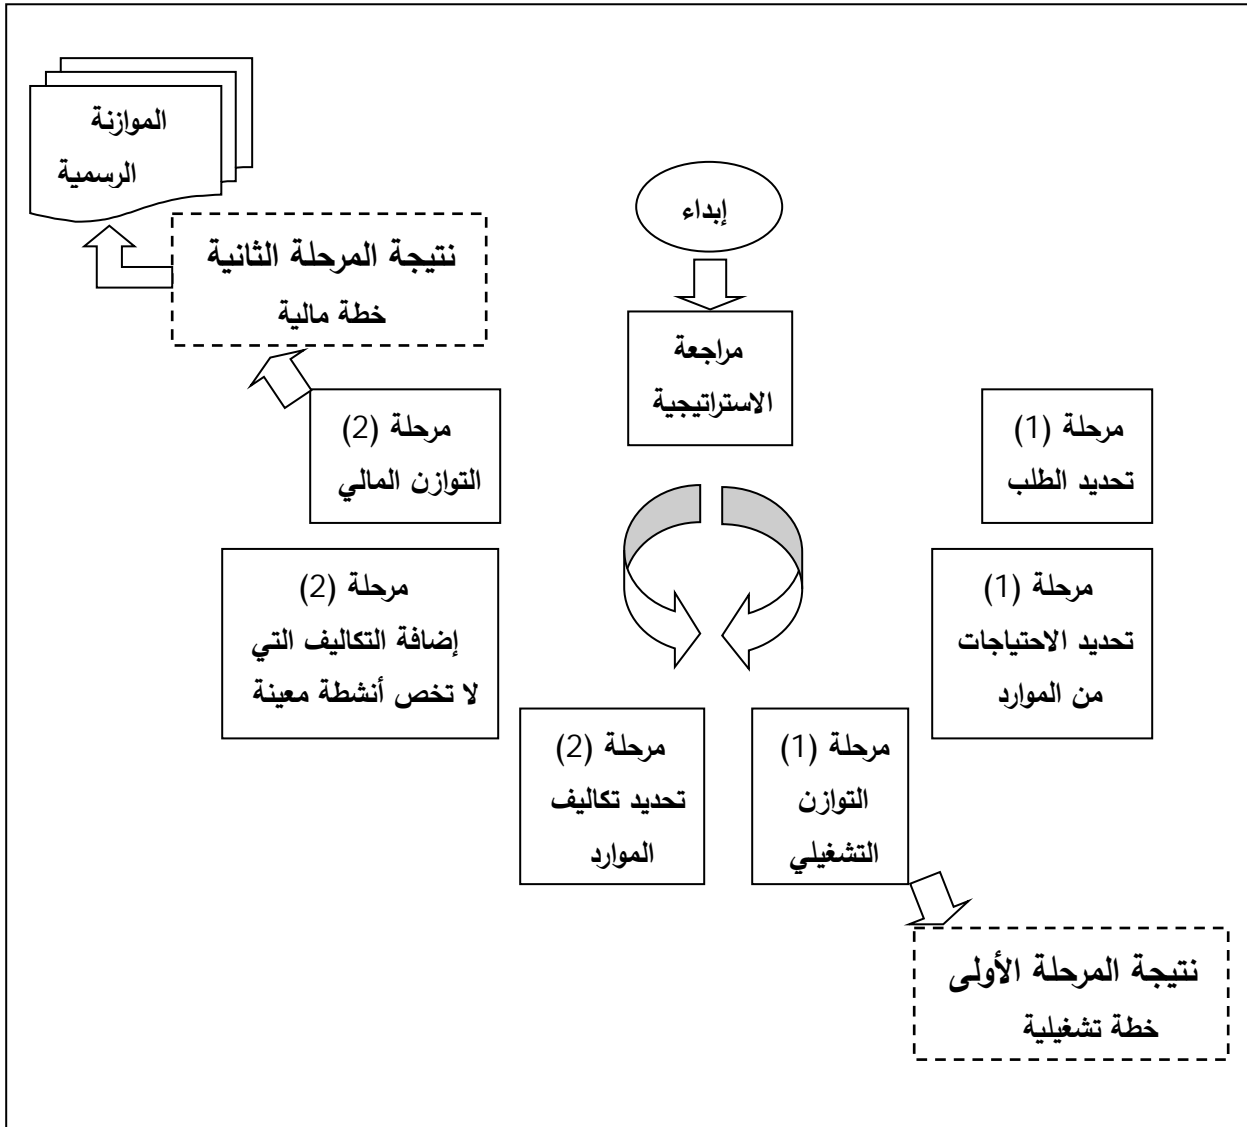 الموازنة
الرسمية
إبداء
نتيجة المرحلة الثانية
خطة مالية
مراجعة
الاستراتيجية
مرحلة (1)
تحديد الطلب
مرحلة (2)
التوازن المالي
مرحلة (1)
تحديد الاحتياجات
من الموارد
مرحلة (2)
إضافة التكاليف التي
لا تخص أنشطة معينة
مرحلة (1)
التوازن
التشغيلي
مرحلة (2)
تحديد تكاليف
الموارد
نتيجة المرحلة الأولى
خطة تشغيلية